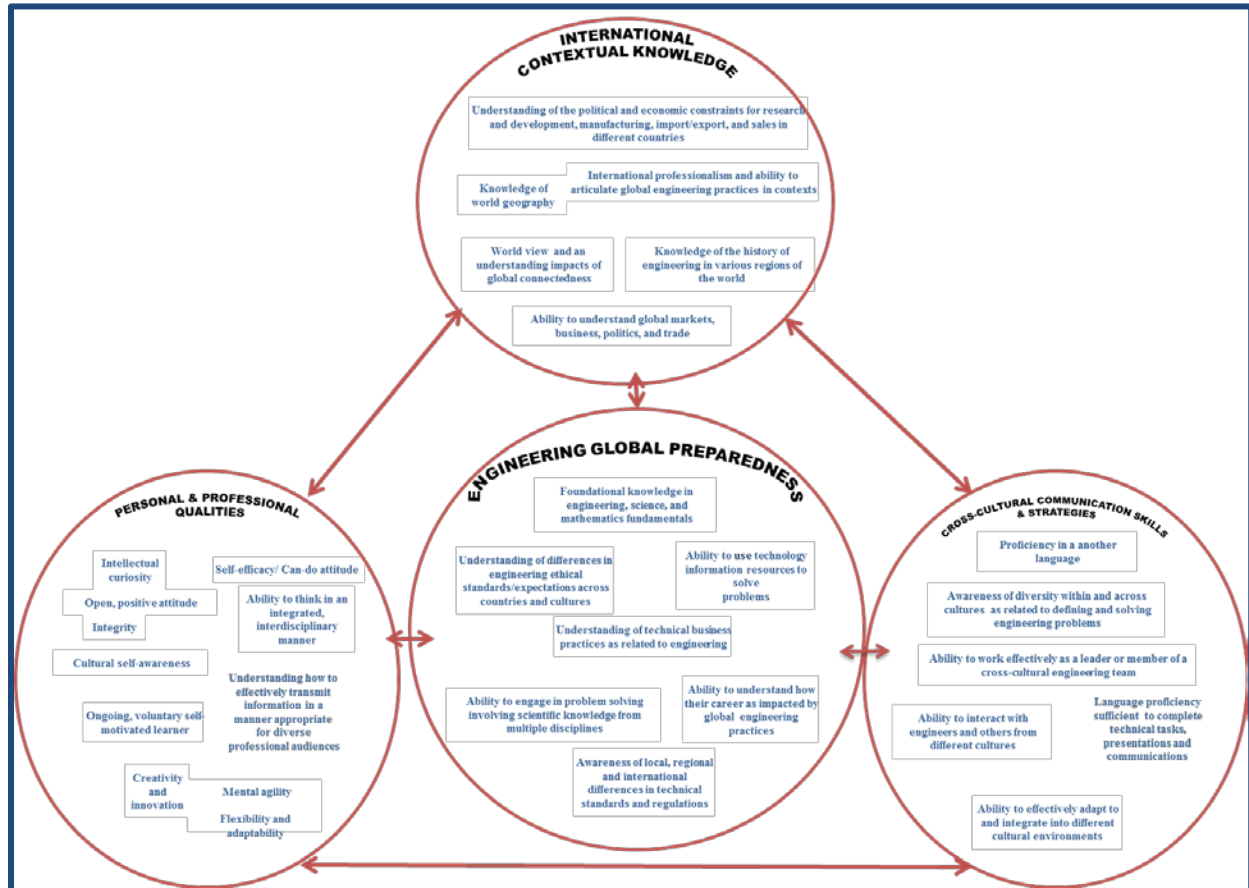 INTERNATIONAL
CONTEXTUAL KNOWLEDGE
Understanding of the political and economic constraints for research
and development, manufacturing, import/export, and sales in
different countries
Knowledge of
world geography
International professionalism and ability to
articulate global engineering practices in contexts
World view and an
understanding impacts of
global connectedness
Knowledge of the history of
engineering in various regions of
the world
Ability to understand global markets,
business, politics, and trade
PERSONAL & PROFESSIONAL
QUALITIES
Intellectual
curiosity
Self-efficacy/ Can-do attitude
Open, positive attitude
Integrity
Ability to think in an
integrated,
interdisciplinary
manner
Cultural self-awareness
Understanding how to
effectively transmit
information in a
manner appropriate
for diverse
professional audiences
Ongoing, voluntary self-
motivated learner
Creativity
and
innovation
Mental agility
Flexibility and
adaptability
ENGINEERING GLOBAL PREPAREDNESS
Foundational knowledge in
engineering, science, and
mathematics fundamentals
Understanding of differences in
engineering ethical
standards/expectations across
countries and cultures
Ability to use technology
information resources to
solve
problems
Understanding of technical business
practices as related to engineering
Ability to engage in problem solving
involving scientific knowledge from
multiple disciplines
Ability to understand how
their career as impacted by
global engineering
practices
Awareness of local, regional
and international
differences in technical
standards and regulations
CROSS-CULTURAL COMMUNICATION SKILLS
& STRATEGIES
Proficiency in a another
language
Awareness of diversity within and across
cultures as related to defining and solving
engineering problems
Ability to work effectively as a leader or member of a
cross-cultural engineering team
Ability to interact with
engineers and others from
different cultures
Language proficiency
sufficient to complete
technical tasks,
presentations and
communications
Ability to effectively adapt to
and integrate into different
cultural environments